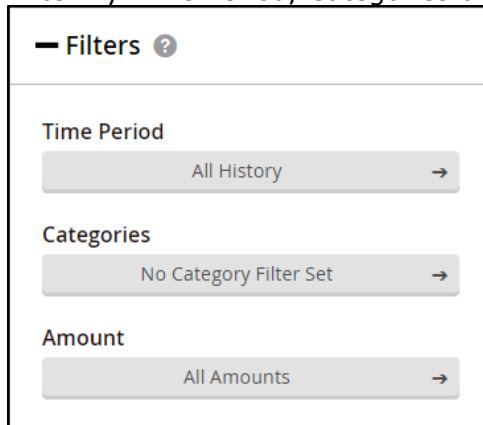 Filters ?
Time Period
All History →
Categories
No Category Filter Set →
Amount
All Amounts →